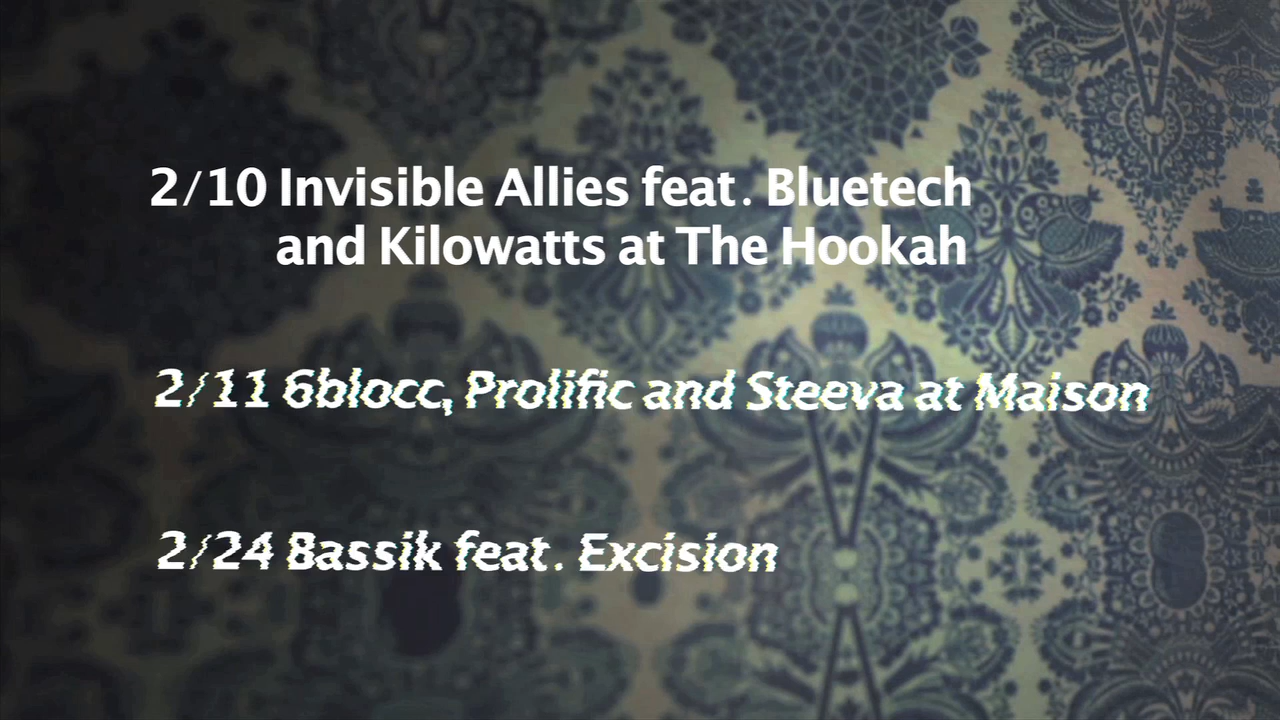 2/10 Invisible Allies feat. Bluetech
and Kilowatts at The Hookah
2/11 6blocc, Prolific and Steeva at Maison
2/24 Bassik feat. Excision